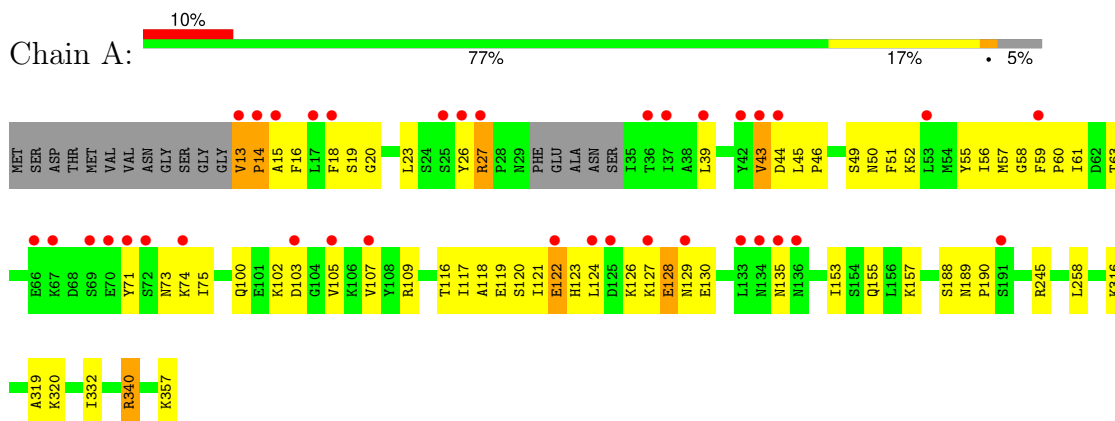 10%
Chain A:
77% 17% • 5%
MET SER ASP THR MET VAL VAL ASN GLY SER GLY GLY V13 P14 A15 F16 L17 F18 S19 G20 L23 S24 S25 Y26 R27 P28 N29 PHE GLU ALA ASN SER I35 T36 I37 A38 L39 Y42 V43 D44 L45 P46 S49 N50 F51 K52 L53 M54 Y55 I56 M57 G58 F59 P60 I61 D62 T63
E66 K67 D68 S69 E70 Y71 S72 N73 K74 I75 Q100 E101 K102 D103 G104 V105 K106 V107 Y108 R109 T116 I117 A118 E119 S120 I121 E122 H123 L124 D125 K126 K127 E128 N129 E130 L133 N134 N135 N136 I153 S154 Q155 L156 K157 S188 N189 P190 S191 R245 L258 K316
A319 K320 I332 R340 K357